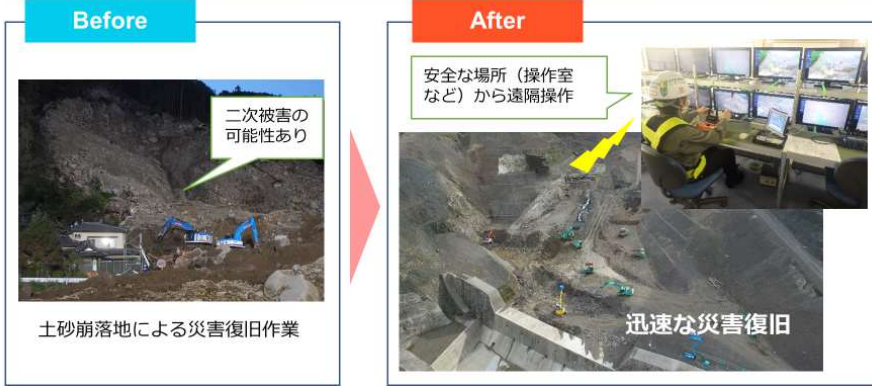 Before
二次被害の
可能性あり
土砂崩落地による災害復旧作業
After
安全な場所（操作室
など）から遠隔操作
迅速な災害復旧